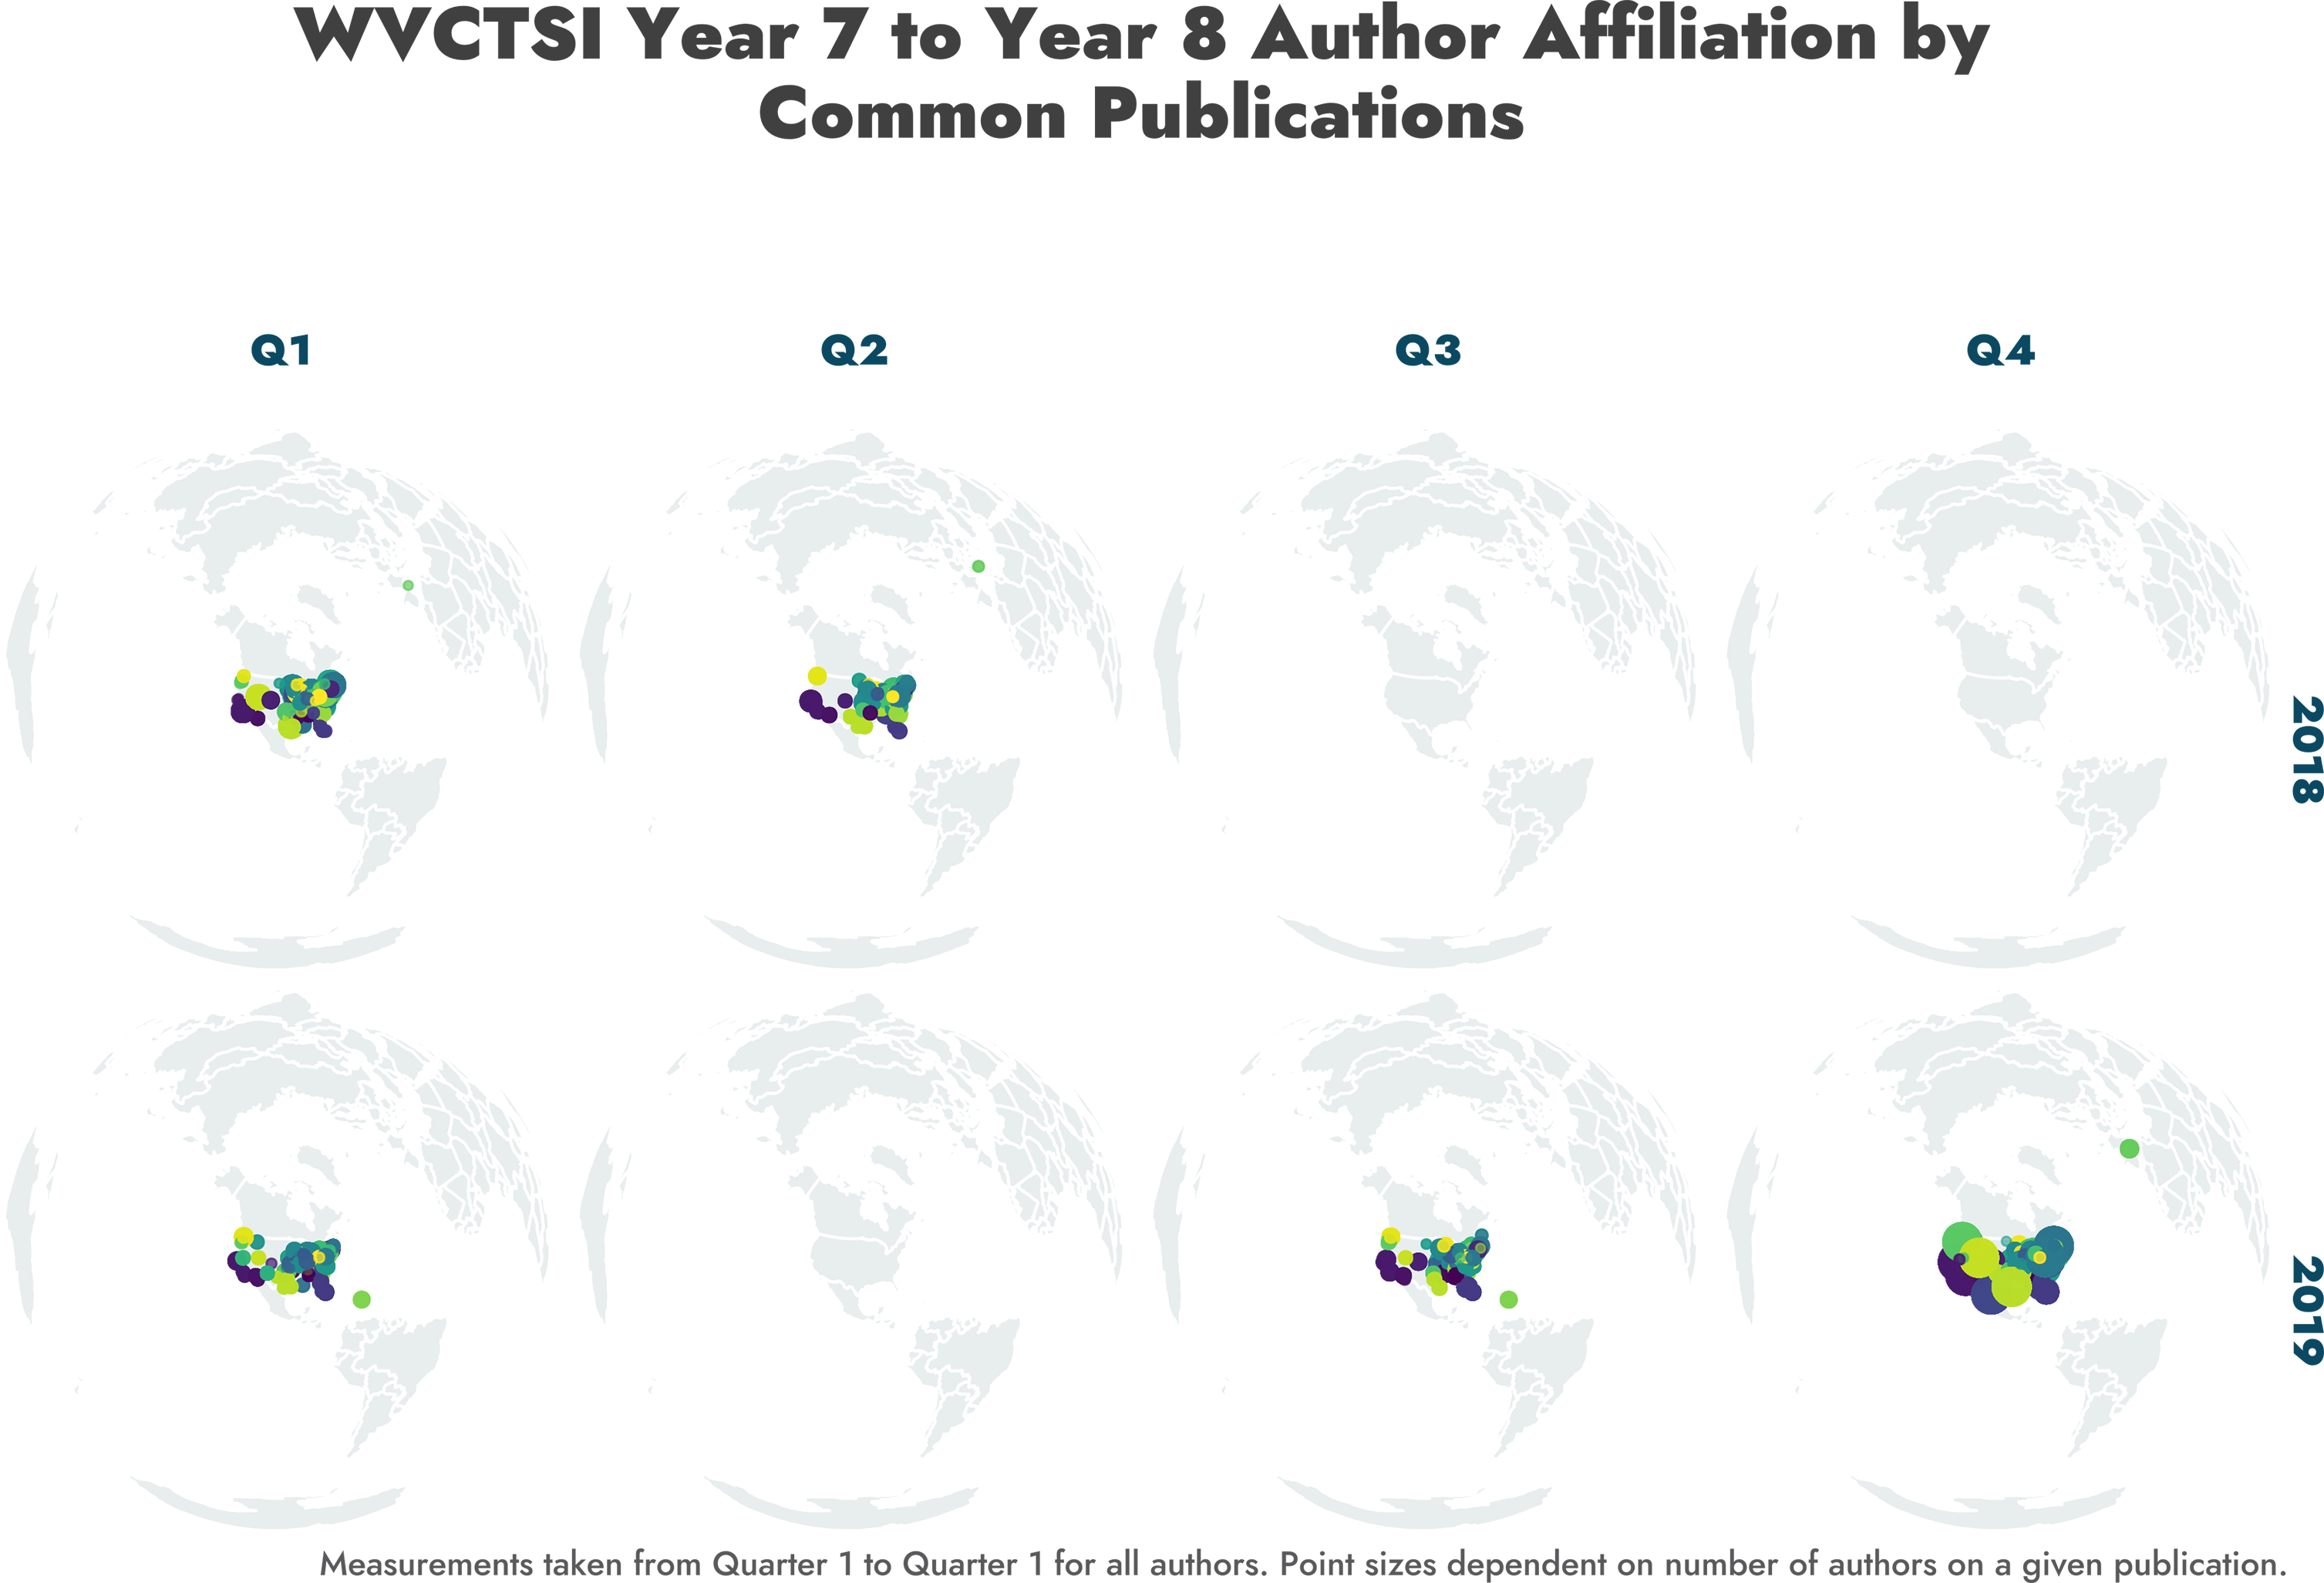 WVCTSI Year 7 to Year 8 Author Affiliation by
Common Publications
Q1
Q2
Q3
Q4
2018
2019
Measurements taken from Quarter 1 to Quarter 1 for all authors. Point sizes dependent on number of authors on a given publication.